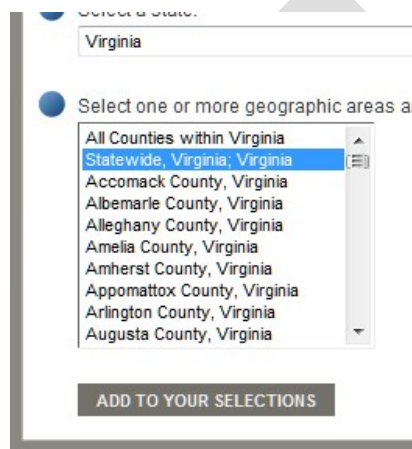 Select a state:
Virginia
Select one or more geographic areas a
All Counties within Virginia
Statewide, Virginia; Virginia
Accomack County, Virginia
Albemarle County, Virginia
Alleghany County, Virginia
Amelia County, Virginia
Amherst County, Virginia
Appomattox County, Virginia
Arlington County, Virginia
Augusta County, Virginia
ADD TO YOUR SELECTIONS